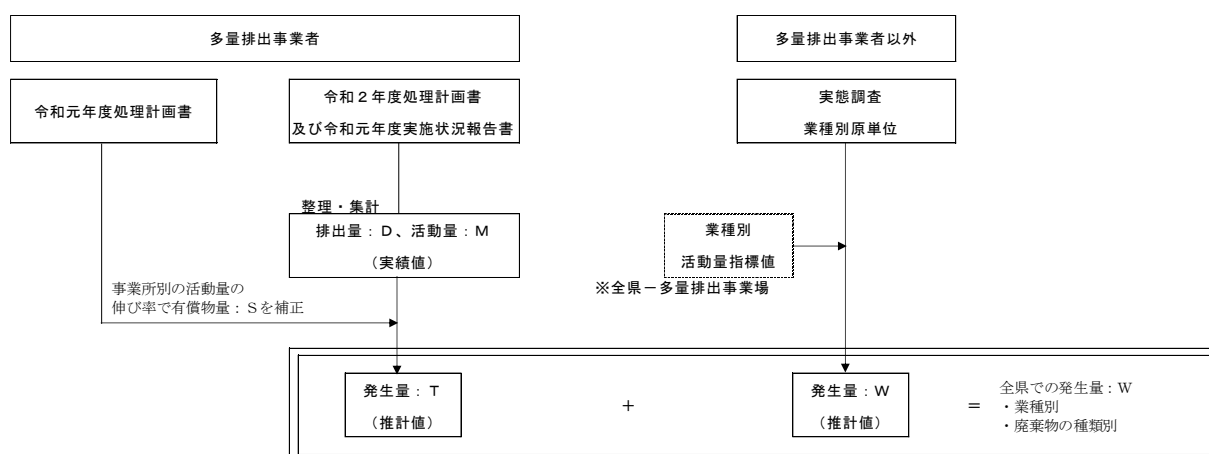 多量排出事業者
多量排出事業者以外
令和元年度処理計画書
令和２年度処理計画書
及び令和元年度実施状況報告書
実態調査
業種別原単位
整理・集計
排出量：Ｄ、活動量：Ｍ
（実績値）
業種別
活動量指標値
※全県－多量排出事業場
事業所別の活動量の
伸び率で有償物量：Ｓを補正
発生量：Ｔ
（推計値）
＋
発生量：Ｗ
（推計値）
＝
全県での発生量：W
・業種別
・廃棄物の種類別